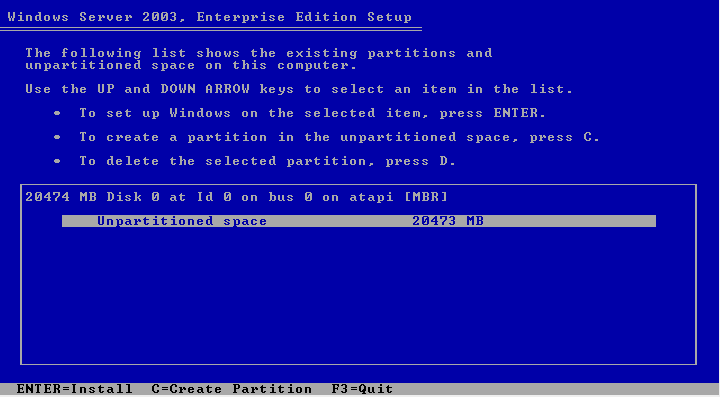 Windows Server 2003, Enterprise Edition Setup
The following list shows the existing partitions and
unpartitioned space on this computer.
Use the UP and DOWN ARROW keys to select an item in the list.
• To set up Windows on the selected item, press ENTER.
• To create a partition in the unpartitioned space, press C.
• To delete the selected partition, press D.
20474 MB Disk 0 at Id 0 on bus 0 on atapi [MBR]
Unpartitioned space 20473 MB
ENTER=Install C=Create Partition F3=Quit